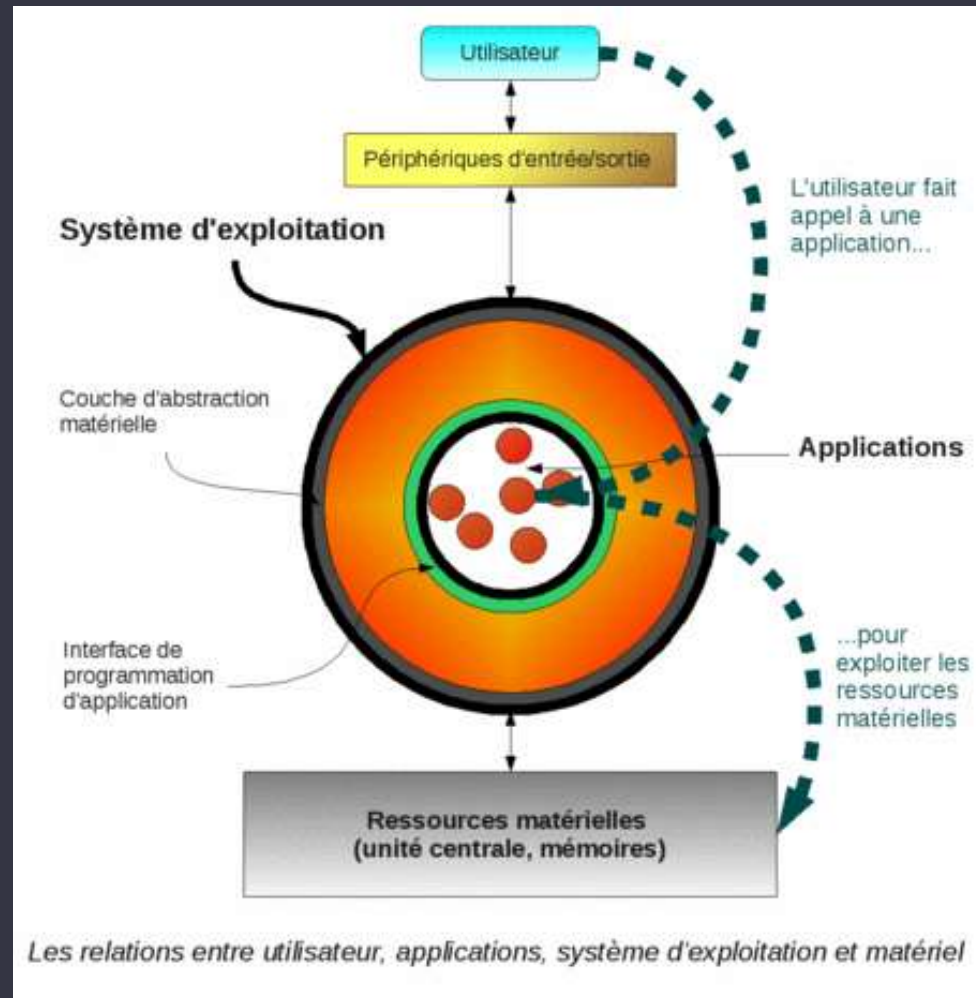 Utilisateur
Périphériques d'entrée/sortie
L'utilisateur fait
appel à une
application...
Système d'exploitation
Couche d'abstraction
matérielle
Applications
Interface de
programmation
d'application
...pour
exploiter les
ressources
matérielles
Ressources matérielles
(unité centrale, mémoires)
Les relations entre utilisateur, applications, système d'exploitation et matériel